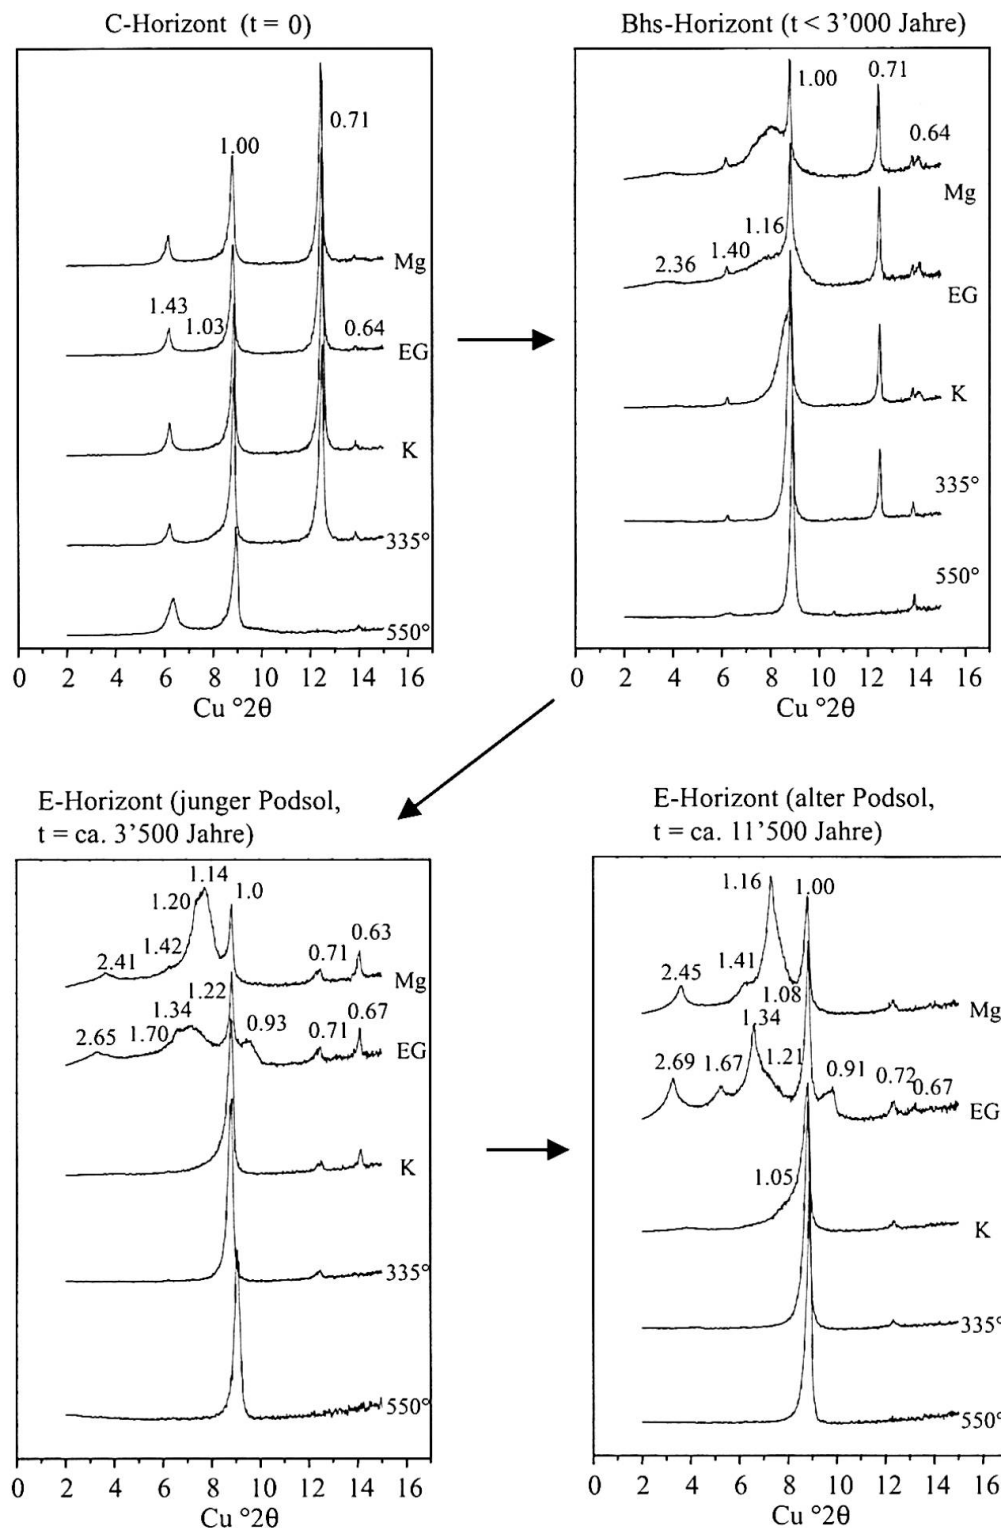 C-Horizont (t = 0)
1.00
0.71
Mg
1.43
1.03
0.64
EG
K
335°
550°
0 2 4 6 8 10 12 14 16
Cu °2θ
Bhs-Horizont (t < 3’000 Jahre)
1.00
0.71
0.64
Mg
1.16
1.40
2.36
EG
K
335°
550°
0 2 4 6 8 10 12 14 16
Cu °2θ
E-Horizont (junger Podsol,
t = ca. 3’500 Jahre)
1.14
1.20
1.0
1.42
2.41
0.71
0.63
Mg
1.22
1.34
1.70
2.65
0.93
0.71
0.67
EG
K
335°
550°
0 2 4 6 8 10 12 14 16
Cu °2θ
E-Horizont (alter Podsol,
t = ca. 11’500 Jahre)
1.16
1.00
1.41
2.45
1.08
Mg
1.34
2.69
1.67
1.21
0.91
0.72
0.67
EG
1.05
K
335°
550°
0 2 4 6 8 10 12 14 16
Cu °2θ